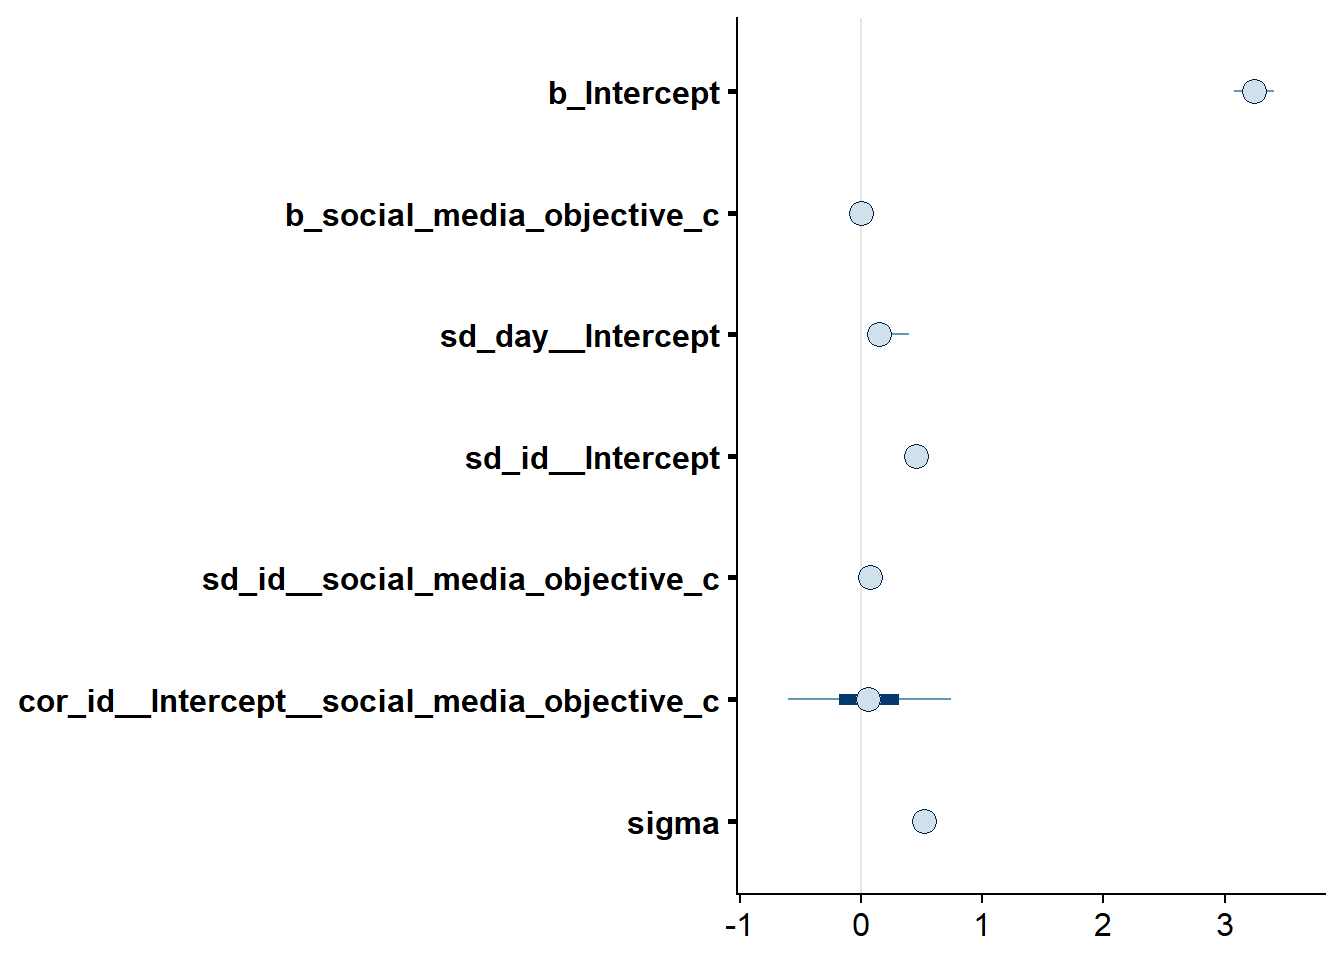 b_Intercept
b_social_media_objective_c
sd_day__Intercept
sd_id__Intercept
sd_id__social_media_objective_c
cor_id__Intercept__social_media_objective_c
sigma
-1 0 1 2 3